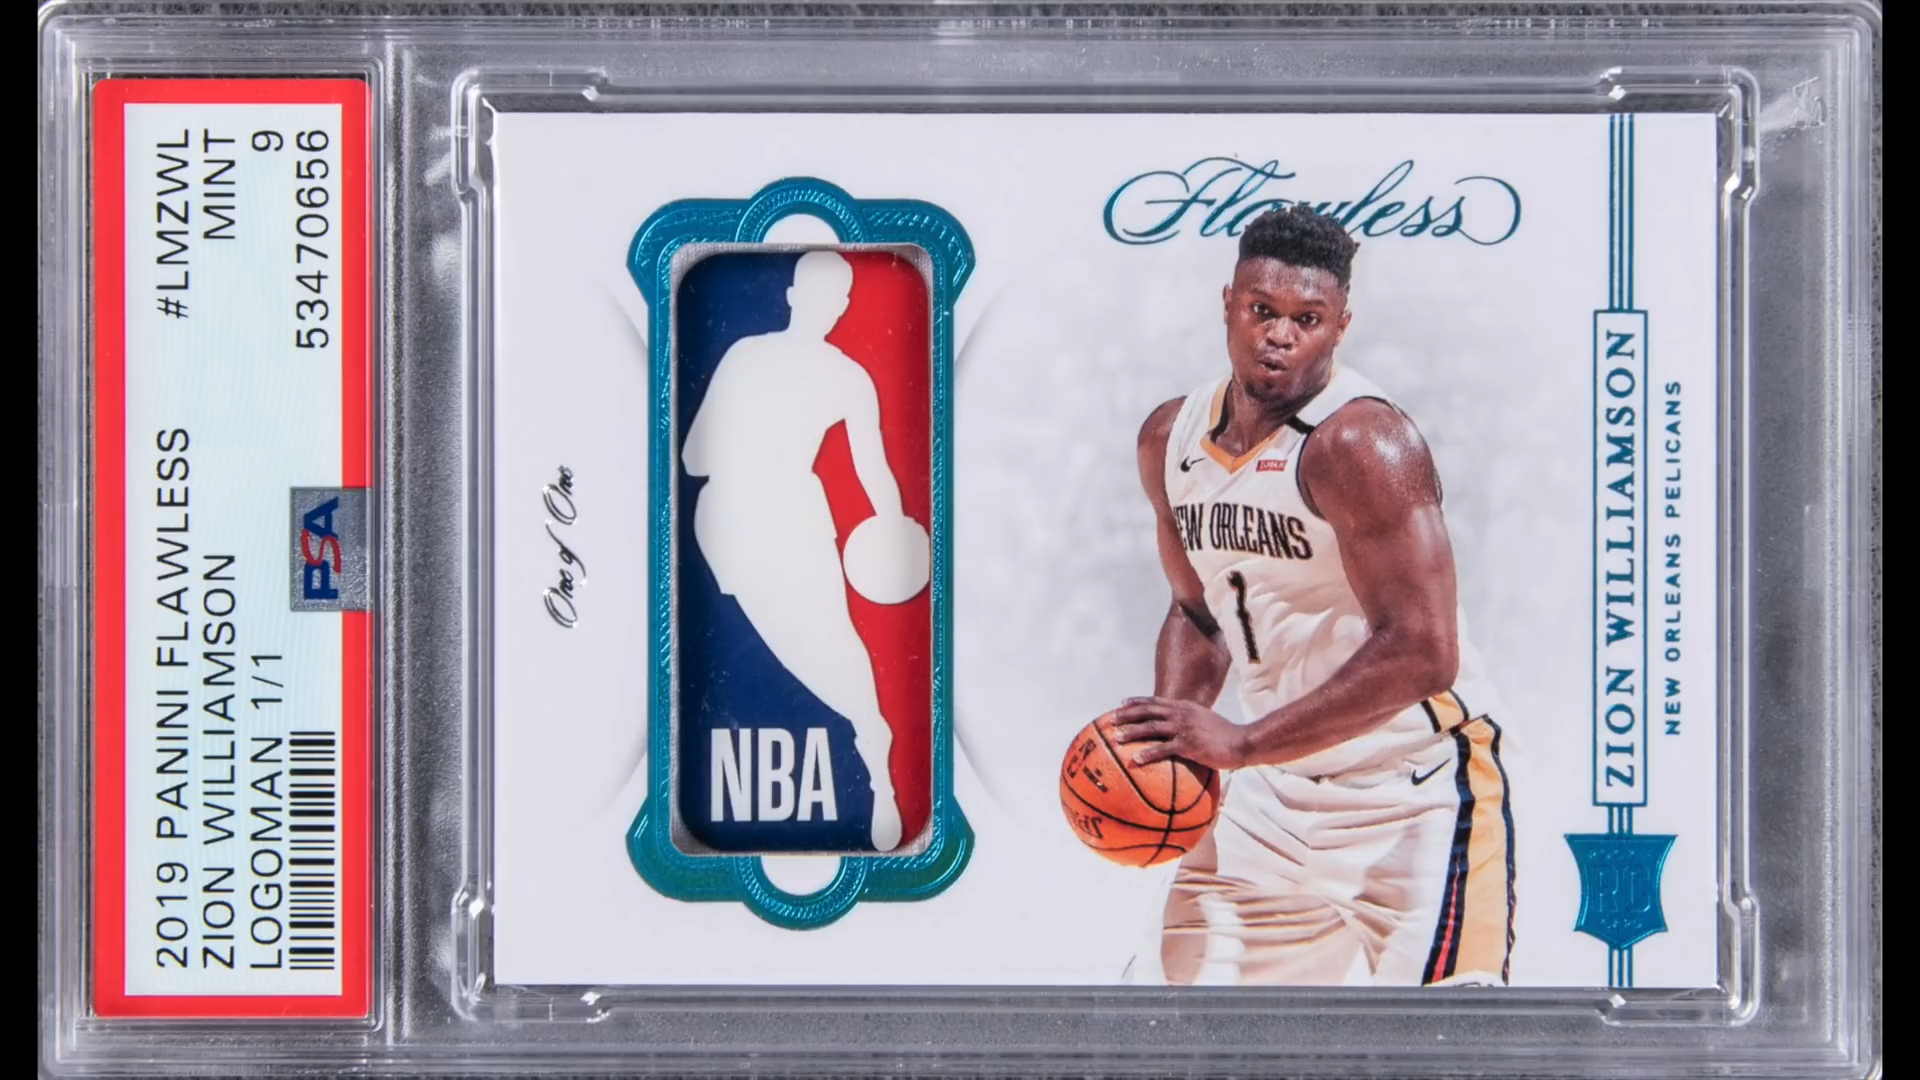 2019 PANINI FLAWLESS #LMZWL
ZION WILLIAMSON MINT
LOGOMAN 1/1 9
53470656
PSA
One of One
NBA
Flawless
NEW ORLEANS
1
ZION WILLIAMSON
NEW ORLEANS PELICANS
RC